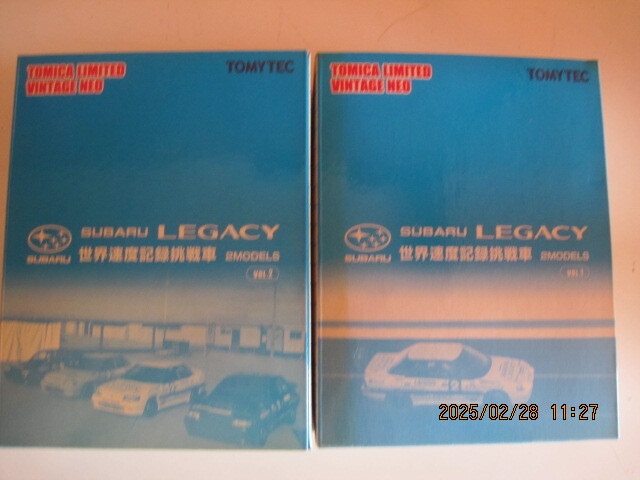 TOMICA LIMITED
VINTAGE NEO
TOMYTEC
SUBARU LEGACY
SUBARU
世界速度記録挑戦車 2MODELS
vol.2
TOMICA LIMITED
VINTAGE NEO
TOMYTEC
SUBARU LEGACY
SUBARU
世界速度記録挑戦車 2MODELS
vol.1
2
2025/02/28 11:27